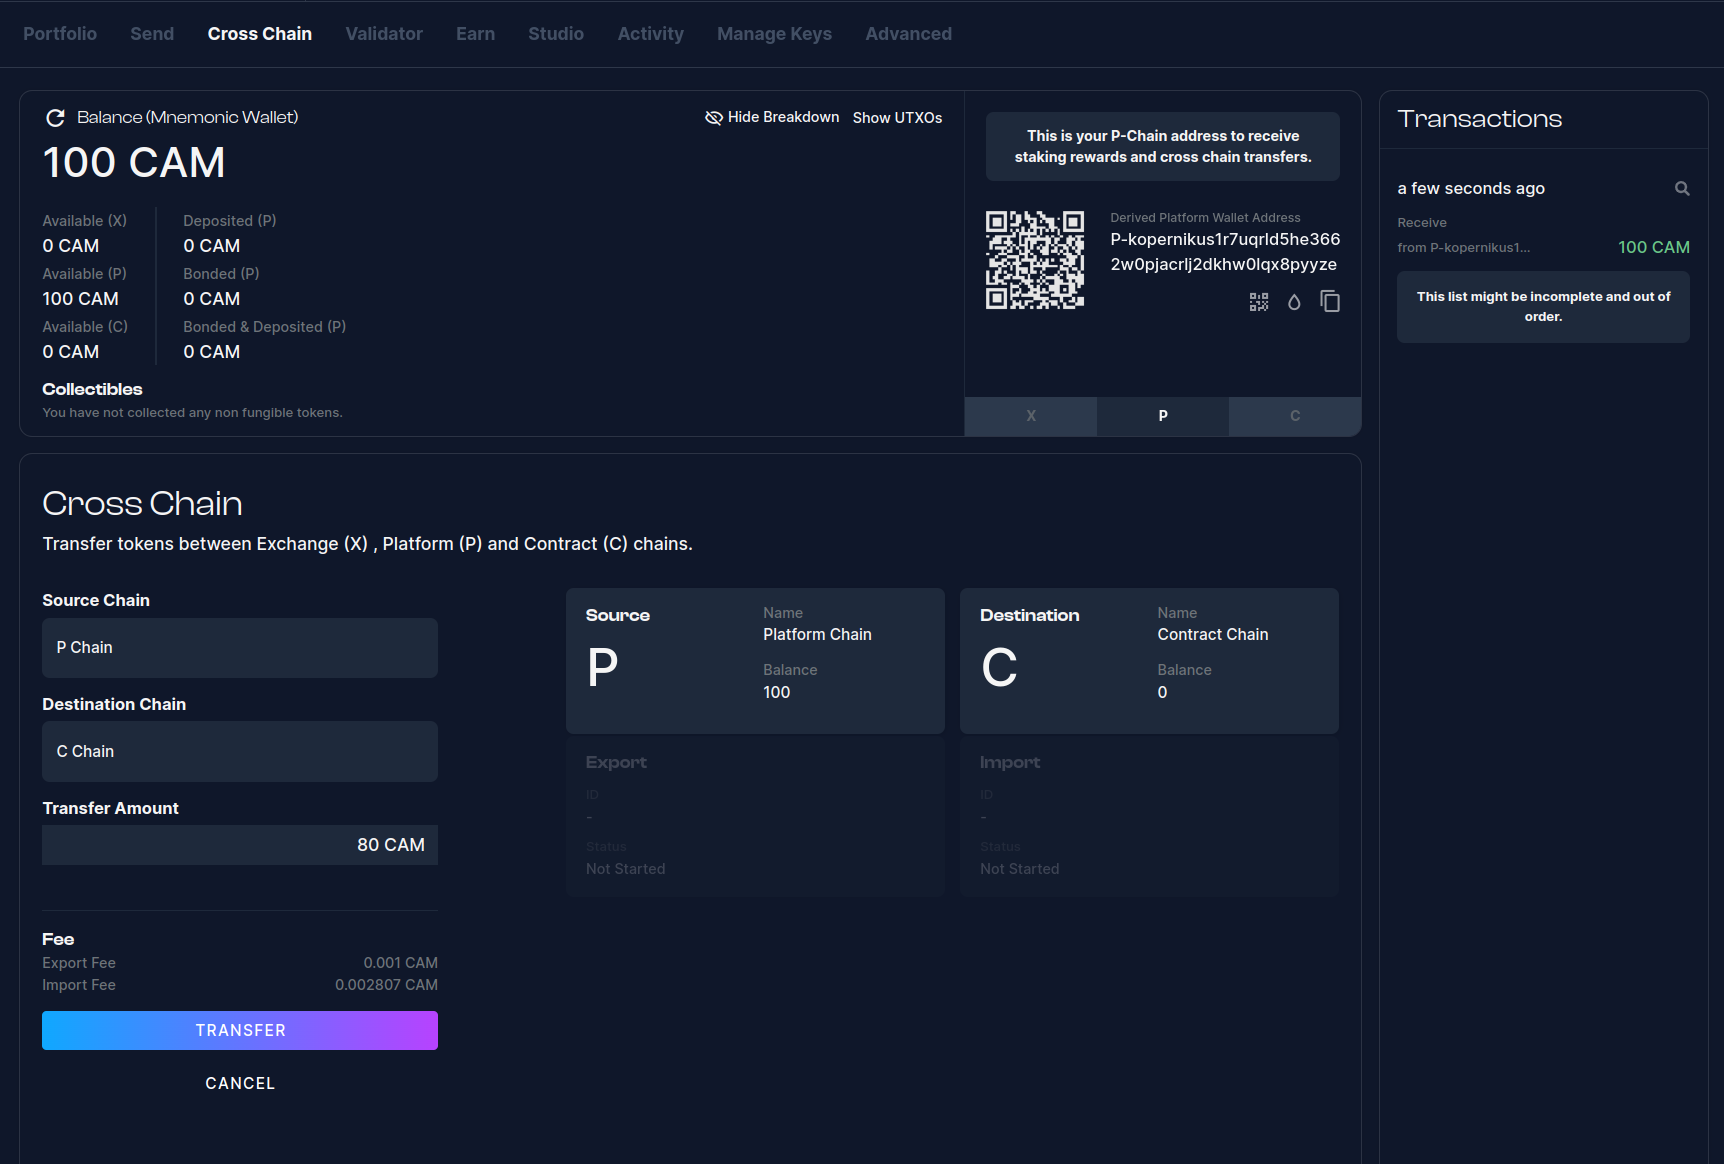 Portfolio Send Cross Chain Validator Earn Studio Activity Manage Keys Advanced
Balance (Mnemonic Wallet)
Hide Breakdown Show UTXOs
100 CAM
Available (X)
0 CAM
Available (P)
100 CAM
Available (C)
0 CAM
Deposited (P)
0 CAM
Bonded (P)
0 CAM
Bonded & Deposited (P)
0 CAM
Collectibles
You have not collected any non fungible tokens.
This is your P-Chain address to receive
staking rewards and cross chain transfers.
Derived Platform Wallet Address
P-kopernikus1r7uqrld5he366
2w0pjacrlj2dkhw0lqx8pyyze
X P C
Transactions
a few seconds ago
Receive
from P-kopernikus1... 100 CAM
This list might be incomplete and out of
order.
Cross Chain
Transfer tokens between Exchange (X) , Platform (P) and Contract (C) chains.
Source Chain
P Chain
Destination Chain
C Chain
Transfer Amount
80 CAM
Fee
Export Fee 0.001 CAM
Import Fee 0.002807 CAM
TRANSFER
CANCEL
Source
P
Name
Platform Chain
Balance
100
Destination
C
Name
Contract Chain
Balance
0
Export
ID
-
Status
Not Started
Import
ID
-
Status
Not Started